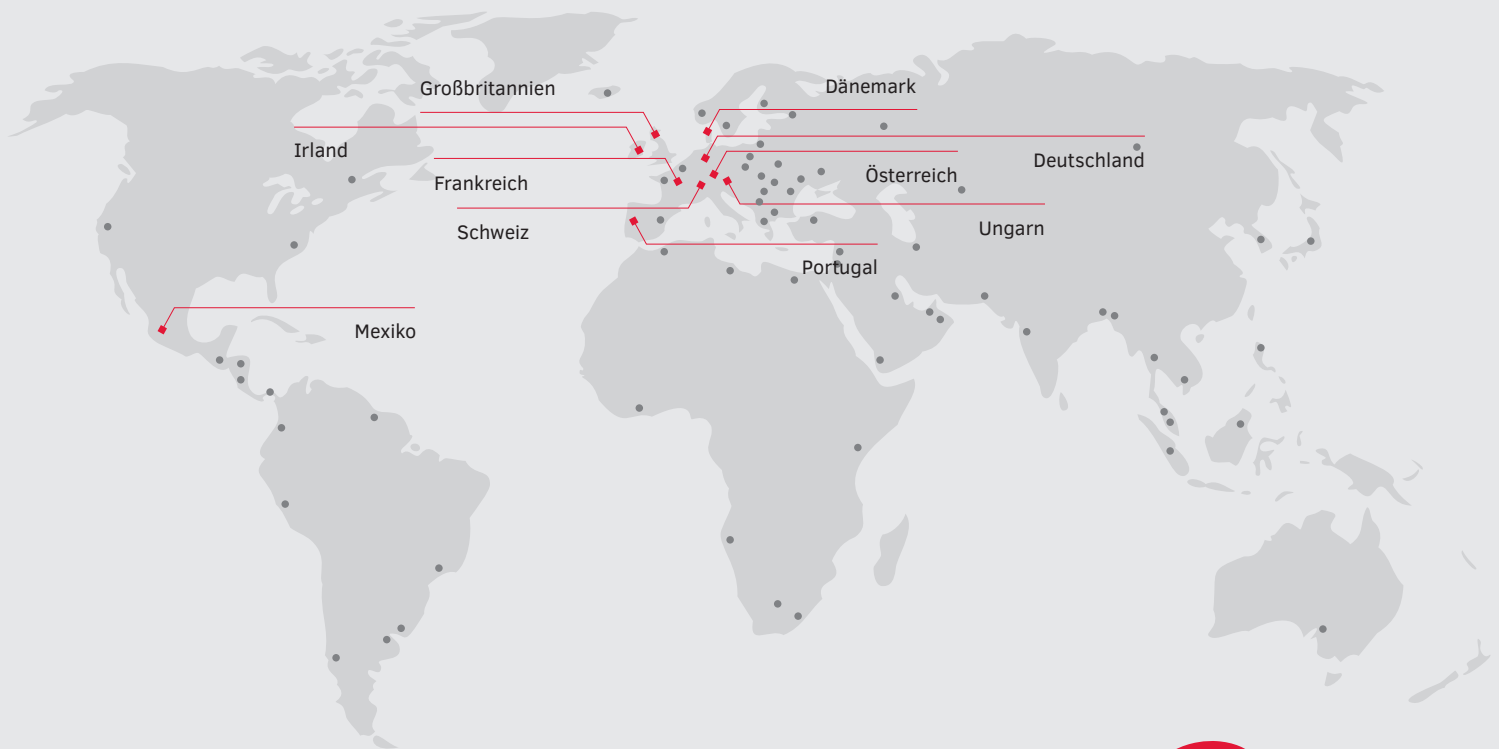 Großbritannien
Dänemark
Irland
Deutschland
Frankreich
Österreich
Schweiz
Ungarn
Portugal
Mexiko